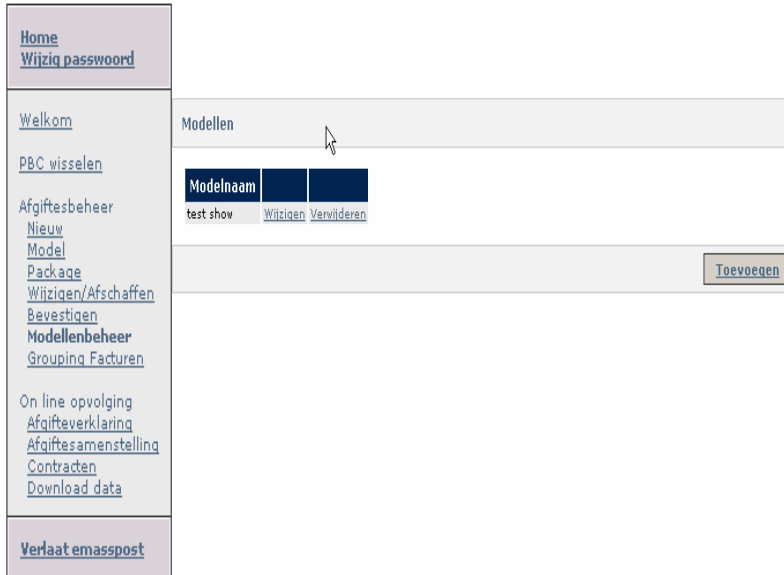 Home
Wijzig passwoord
Welkom
PBC wisselen
Afgiftesbeheer
Nieuw
Model
Package
Wijzigen/Afschaffen
Bevestigen
Modellenbeheer
Grouping Facturen
On line opvolging
Afgifteverklaring
Afgiftesamenstelling
Contracten
Download data
Verlaat emasspost
Modellen
Modelnaam
test show Wijzigen Verwijderen
Toevoegen